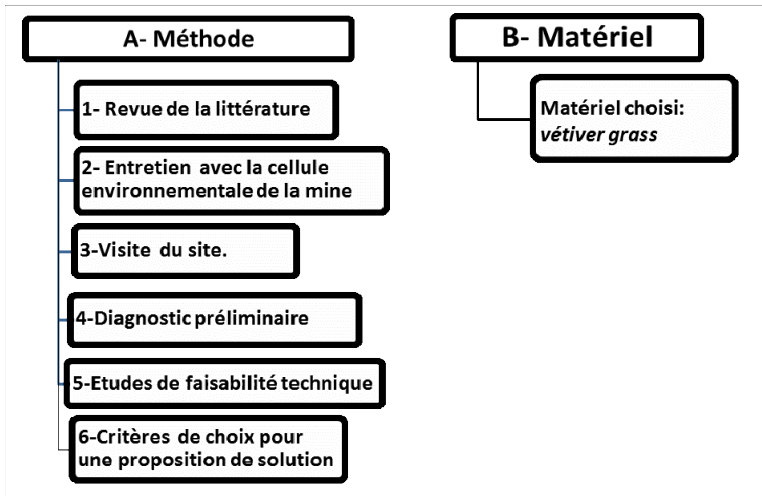 A- Méthode
1- Revue de la littérature
2- Entretien avec la cellule
environnementale de la mine
3-Visite du site.
4-Diagnostic préliminaire
5-Etudes de faisabilité technique
6-Critères de choix pour
une proposition de solution
B- Matériel
Matériel choisi:
vétiver grass